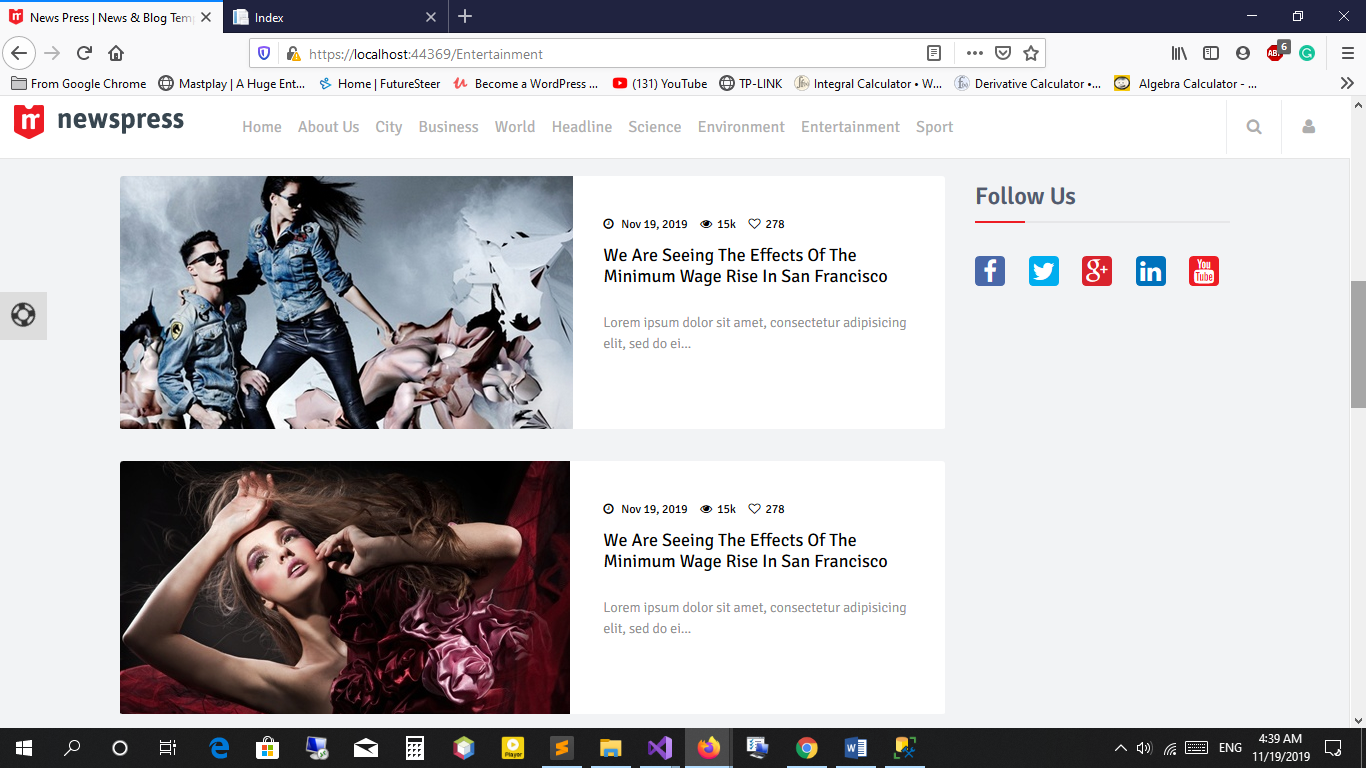 News Press | News & Blog Temp
Index
https://localhost:44369/Entertainment
6
From Google Chrome
Mastplay | A Huge Ent...
Home | FutureSteer
Become a WordPress ...
(131) YouTube
TP-LINK
Integral Calculator • W...
Derivative Calculator •...
Algebra Calculator - ...
newspress
Home About Us City Business World Headline Science Environment Entertainment Sport
Nov 19, 2019 15k 278
We Are Seeing The Effects Of The
Minimum Wage Rise In San Francisco
Lorem ipsum dolor sit amet, consectetur adipisicing
elit, sed do ei...
Follow Us
You
Tube
Nov 19, 2019 15k 278
We Are Seeing The Effects Of The
Minimum Wage Rise In San Francisco
Lorem ipsum dolor sit amet, consectetur adipisicing
elit, sed do ei...
Player
ENG
4:39 AM
11/19/2019